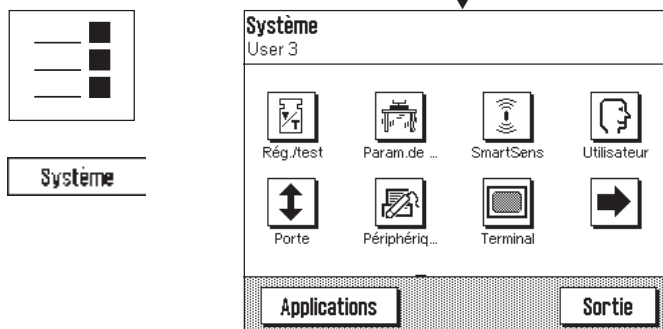 Système
Système
User 3
Rég./test
Param.de ...
SmartSens
Utilisateur
Porte
Périphériq...
Terminal
Applications
Sortie